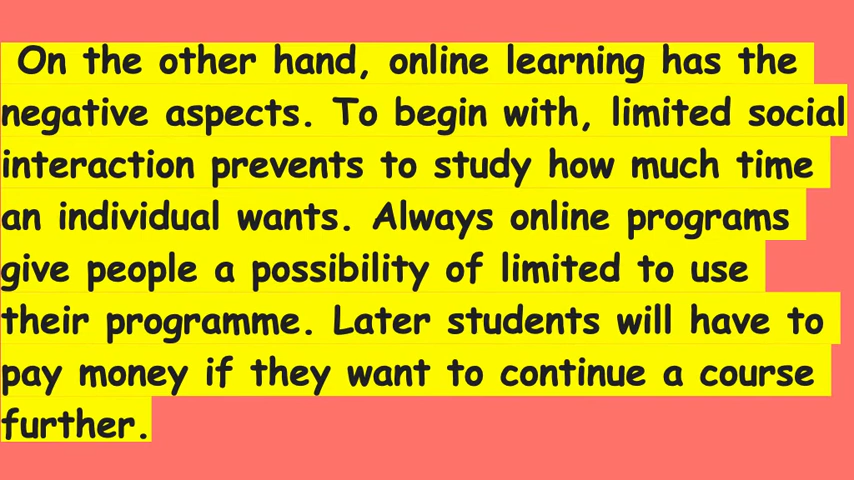 On the other hand, online learning has the
negative aspects. To begin with, limited social
interaction prevents to study how much time
an individual wants. Always online programs
give people a possibility of limited to use
their programme. Later students will have to
pay money if they want to continue a course
further.